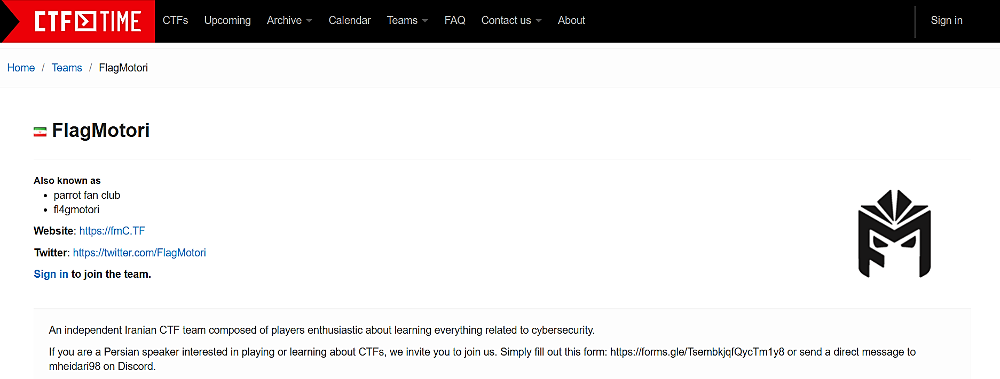 CTF TIME CTFs Upcoming Archive Calendar Teams FAQ Contact us About Sign in
Home / Teams / FlagMotori
FlagMotori
Also known as
• parrot fan club
• fl4gmotori
Website: https://fmC.TF
Twitter: https://twitter.com/FlagMotori
Sign in to join the team.
An independent Iranian CTF team composed of players enthusiastic about learning everything related to cybersecurity.
If you are a Persian speaker interested in playing or learning about CTFs, we invite you to join us. Simply fill out this form: https://forms.gle/TsembkjqfQycTm1y8 or send a direct message to
mheidari98 on Discord.